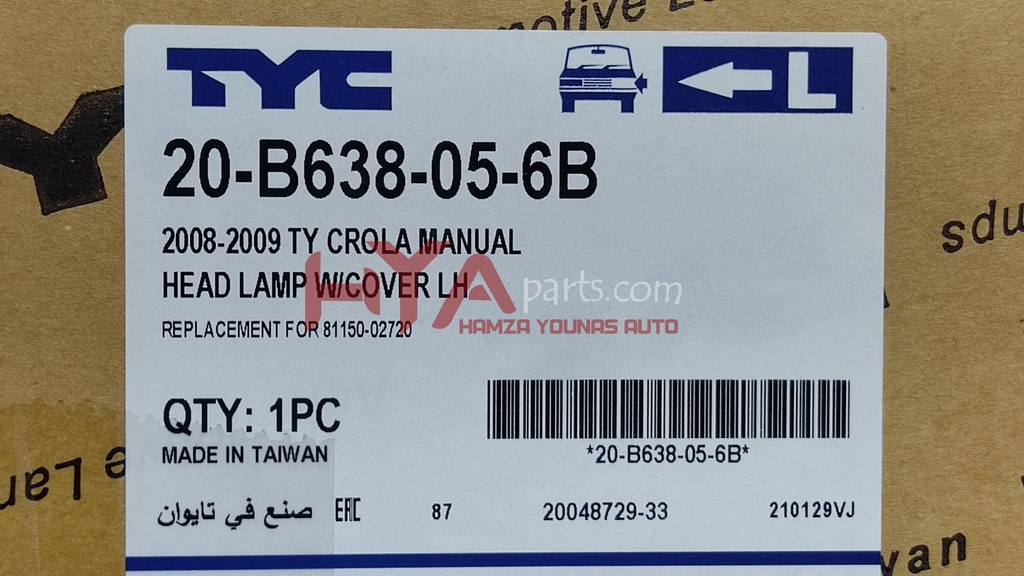 omotive La
TYC
L
20-B638-05-6B
2008-2009 TY CROLA MANUAL
HEAD LAMP W/COVER LH
HYA parts.com
HAMZA YOUNAS AUTO
REPLACEMENT FOR 81150-02720
QTY: 1PC
MADE IN TAIWAN
*20-B638-05-6B*
صنع في تايوان EAC 87 20048729-33 210129VJ